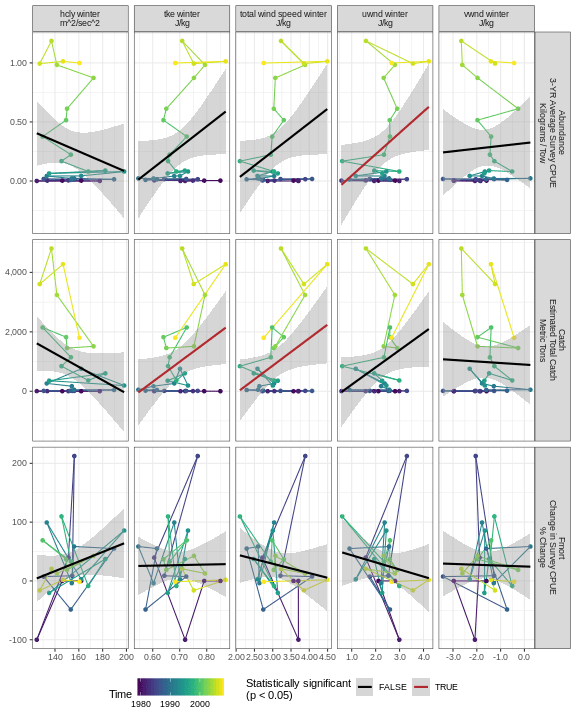 hcly winter
m^2/sec^2
tke winter
J/kg
total wind speed winter
J/kg
uwnd winter
J/kg
vwnd winter
J/kg
1.00
0.50
0.00
Abundance
3-YR Average Survey CPUE
Kilograms / Tow
4,000
2,000
0
Catch
Estimated Total Catch
Metric Tons
200
100
0
-100
Fmort
Change in Survey CPUE
% Change
140 160 180 200
0.60 0.70 0.80
2.00 2.50 3.00 3.50 4.00 4.50
1.0 2.0 3.0 4.0
-3.0 -2.0 -1.0 0.0
Time
1980 1990 2000
Statistically significant
(p < 0.05)
FALSE
TRUE